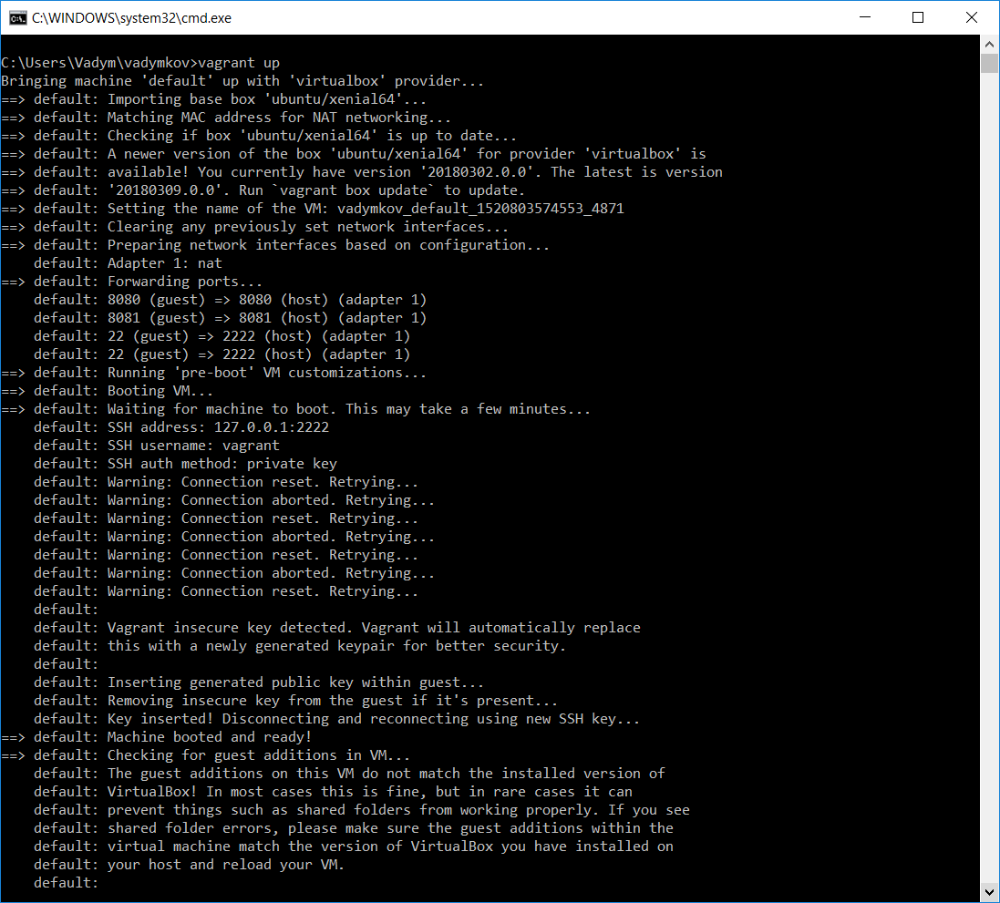 C:\WINDOWS\system32\cmd.exe
C:\Users\Vadym\vadymkov>vagrant up
Bringing machine 'default' up with 'virtualbox' provider...
==> default: Importing base box 'ubuntu/xenial64'...
==> default: Matching MAC address for NAT networking...
==> default: Checking if box 'ubuntu/xenial64' is up to date...
==> default: A newer version of the box 'ubuntu/xenial64' for provider 'virtualbox' is
==> default: available! You currently have version '20180302.0.0'. The latest is version
==> default: '20180309.0.0'. Run `vagrant box update` to update.
==> default: Setting the name of the VM: vadymkov_default_1520803574553_4871
==> default: Clearing any previously set network interfaces...
==> default: Preparing network interfaces based on configuration...
    default: Adapter 1: nat
==> default: Forwarding ports...
    default: 8080 (guest) => 8080 (host) (adapter 1)
    default: 8081 (guest) => 8081 (host) (adapter 1)
    default: 22 (guest) => 2222 (host) (adapter 1)
    default: 22 (guest) => 2222 (host) (adapter 1)
==> default: Running 'pre-boot' VM customizations...
==> default: Booting VM...
==> default: Waiting for machine to boot. This may take a few minutes...
    default: SSH address: 127.0.0.1:2222
    default: SSH username: vagrant
    default: SSH auth method: private key
    default: Warning: Connection reset. Retrying...
    default: Warning: Connection aborted. Retrying...
    default: Warning: Connection reset. Retrying...
    default: Warning: Connection aborted. Retrying...
    default: Warning: Connection reset. Retrying...
    default: Warning: Connection aborted. Retrying...
    default: Warning: Connection reset. Retrying...
    default:
    default: Vagrant insecure key detected. Vagrant will automatically replace
    default: this with a newly generated keypair for better security.
    default:
    default: Inserting generated public key within guest...
    default: Removing insecure key from the guest if it's present...
    default: Key inserted! Disconnecting and reconnecting using new SSH key...
==> default: Machine booted and ready!
==> default: Checking for guest additions in VM...
    default: The guest additions on this VM do not match the installed version of
    default: VirtualBox! In most cases this is fine, but in rare cases it can
    default: prevent things such as shared folders from working properly. If you see
    default: shared folder errors, please make sure the guest additions within the
    default: virtual machine match the version of VirtualBox you have installed on
    default: your host and reload your VM.
    default: